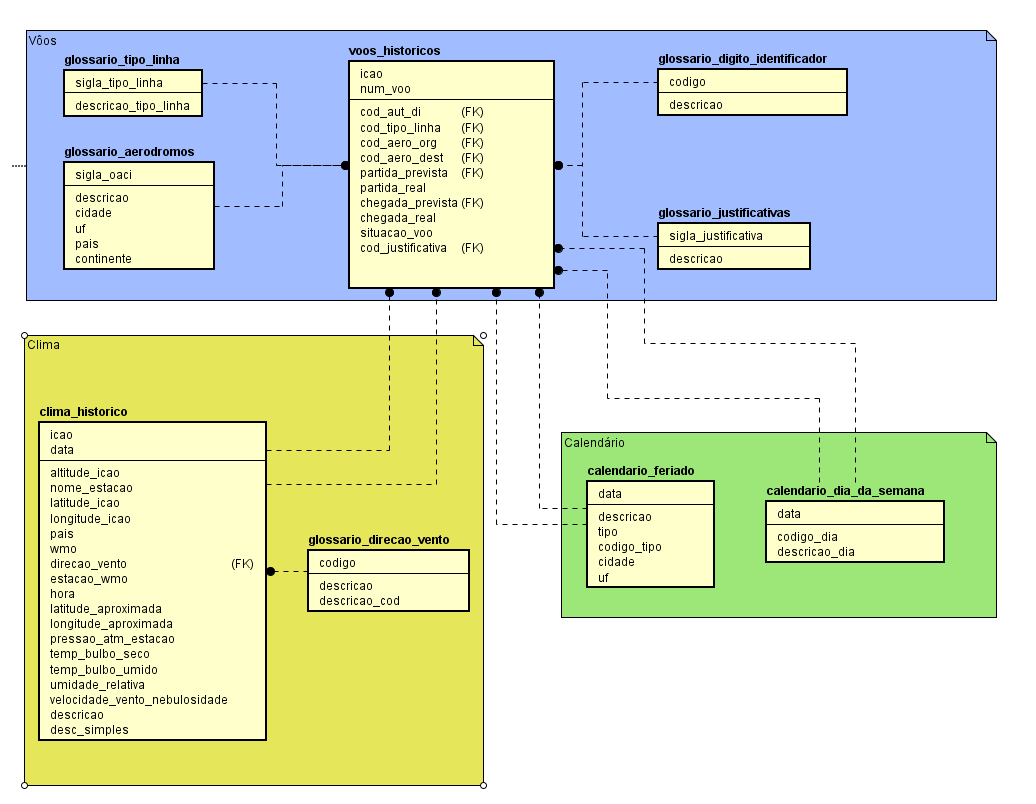 Vôos
glossario_tipo_linha
sigla_tipo_linha
descricao_tipo_linha
glossario_aerodromos
sigla_oaci
descricao
cidade
uf
pais
continente
voos_historicos
icao
num_voo
cod_aut_di (FK)
cod_tipo_linha (FK)
cod_aero_org (FK)
cod_aero_dest (FK)
partida_prevista (FK)
partida_real
chegada_prevista (FK)
chegada_real
situacao_voo
cod_justificativa (FK)
glossario_digito_identificador
codigo
descricao
glossario_justificativas
sigla_justificativa
descricao
Clima
clima_historico
icao
data
altitude_icao
nome_estacao
latitude_icao
longitude_icao
pais
wmo
direcao_vento (FK)
estacao_wmo
hora
latitude_aproximada
longitude_aproximada
pressao_atm_estacao
temp_bulbo_seco
temp_bulbo_umido
umidade_relativa
velocidade_vento_nebulosidade
descricao
desc_simples
glossario_direcao_vento
codigo
descricao
descricao_cod
Calendário
calendario_feriado
data
descricao
tipo
codigo_tipo
cidade
uf
calendario_dia_da_semana
data
codigo_dia
descricao_dia